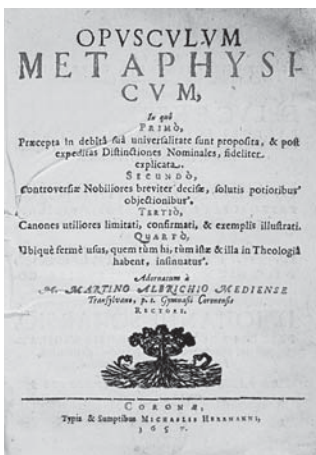 OPVSCVLVM
METAPHYSI-
CVM,
In quô
PRIMÒ,
Præcepta in debitâ suâ universalitate sunt proposita, & post
expeditas Distinctiones Nominales, fideliter
explicata.
SECUNDÒ,
Controversiæ Nobiliores breviter decisæ, solutis potioribus
objectionibus.
TERTIÒ,
Canones utiliores limitati, confirmati, & exemplis illustrati.
QUARTÒ,
Ubiquè fermè usus, quem tùm hi, tùm istæ & illa in Theologiâ
habent, insinuatus.
Adornatum à
M. MARTINO ALBRICHIO MEDIENSE
Transylvano, p. t. Gymnasii Coronensis
RECTORE.
CORONÆ,
Typis & Sumptibus MICHAELIS HERRMANNI,